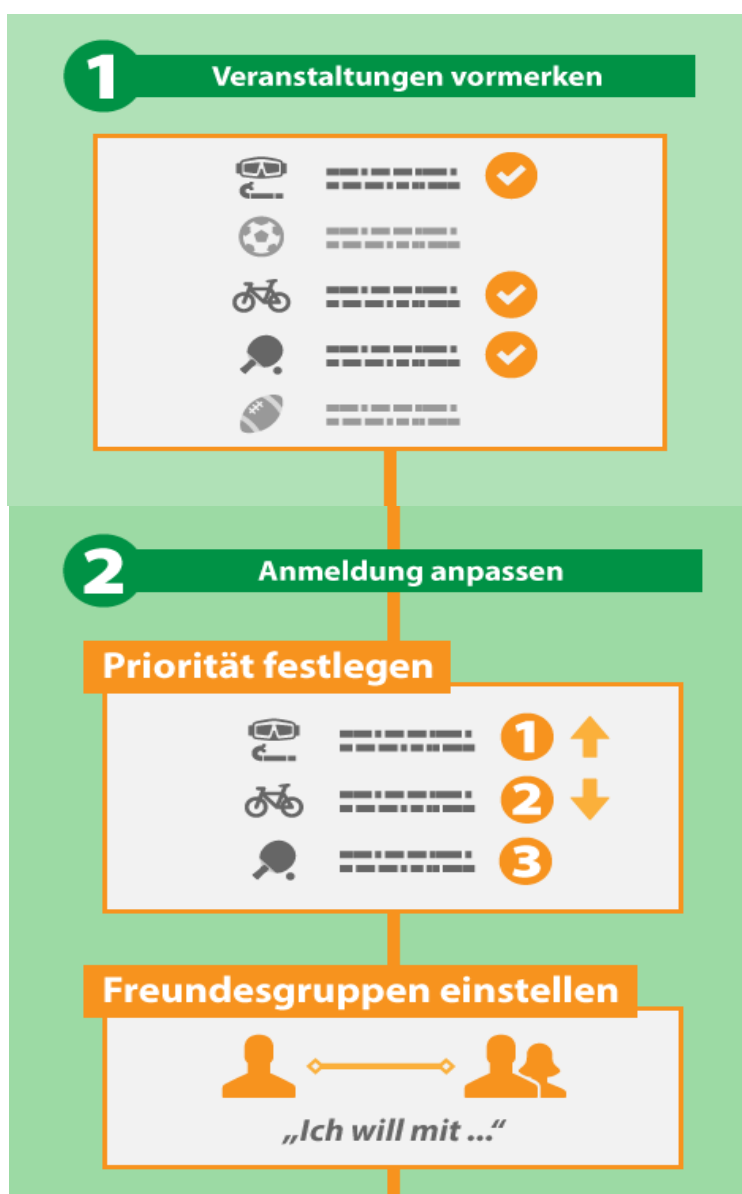 1
Veranstaltungen vormerken
2
Anmeldung anpassen
Priorität festlegen
1
2
3
Freundesgruppen einstellen
„Ich will mit ...“